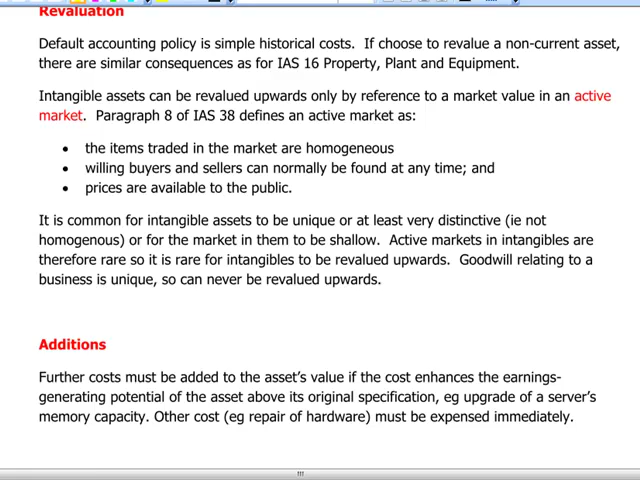 Revaluation
Default accounting policy is simple historical costs.  If choose to revalue a non-current asset,
there are similar consequences as for IAS 16 Property, Plant and Equipment.
Intangible assets can be revalued upwards only by reference to a market value in an active
market.  Paragraph 8 of IAS 38 defines an active market as:
• the items traded in the market are homogeneous
• willing buyers and sellers can normally be found at any time; and
• prices are available to the public.
It is common for intangible assets to be unique or at least very distinctive (ie not
homogenous) or for the market in them to be shallow.  Active markets in intangibles are
therefore rare so it is rare for intangibles to be revalued upwards.  Goodwill relating to a
business is unique, so can never be revalued upwards.
Additions
Further costs must be added to the asset's value if the cost enhances the earnings-
generating potential of the asset above its original specification, eg upgrade of a server's
memory capacity. Other cost (eg repair of hardware) must be expensed immediately.